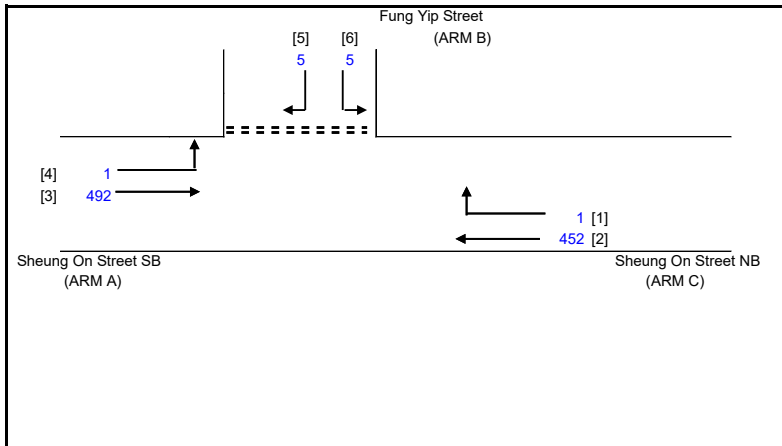 Fung Yip Street
(ARM B)
[5] [6]
5 5
[4] 1
[3] 492
1 [1]
452 [2]
Sheung On Street SB
(ARM A)
Sheung On Street NB
(ARM C)